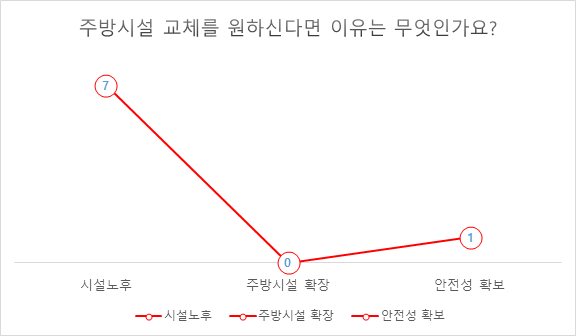 주방시설 교체를 원하신다면 이유는 무엇인가요?
7
0
1
시설노후 주방시설 확장 안전성 확보
시설노후 주방시설 확장 안전성 확보